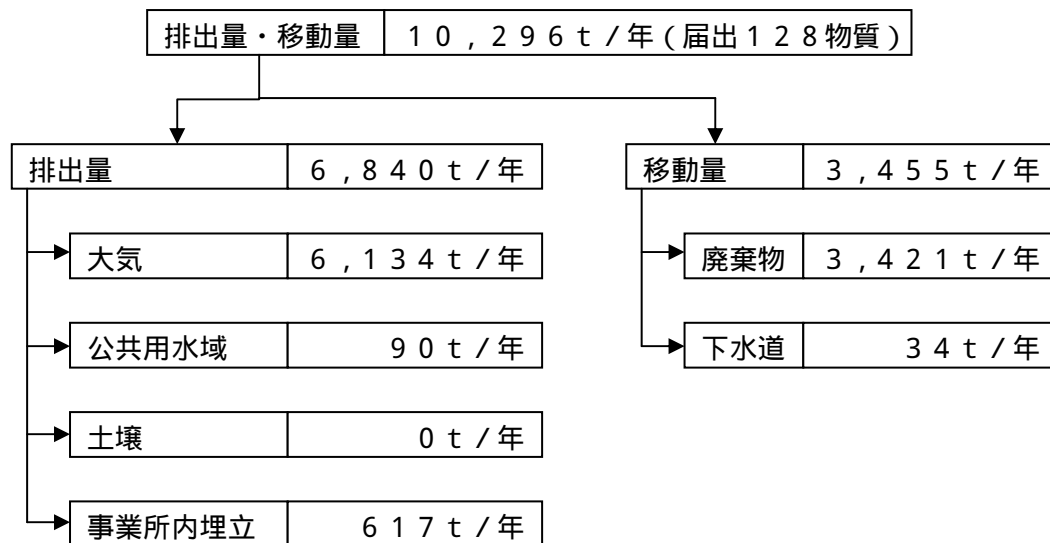 排出量・移動量 １０，２９６ｔ／年（届出１２８物質）
排出量 ６，８４０ｔ／年 移動量 ３，４５５ｔ／年
大気 ６，１３４ｔ／年 廃棄物 ３，４２１ｔ／年
公共用水域 ９０ｔ／年 下水道 ３４ｔ／年
土壌 ０ｔ／年
事業所内埋立 ６１７ｔ／年